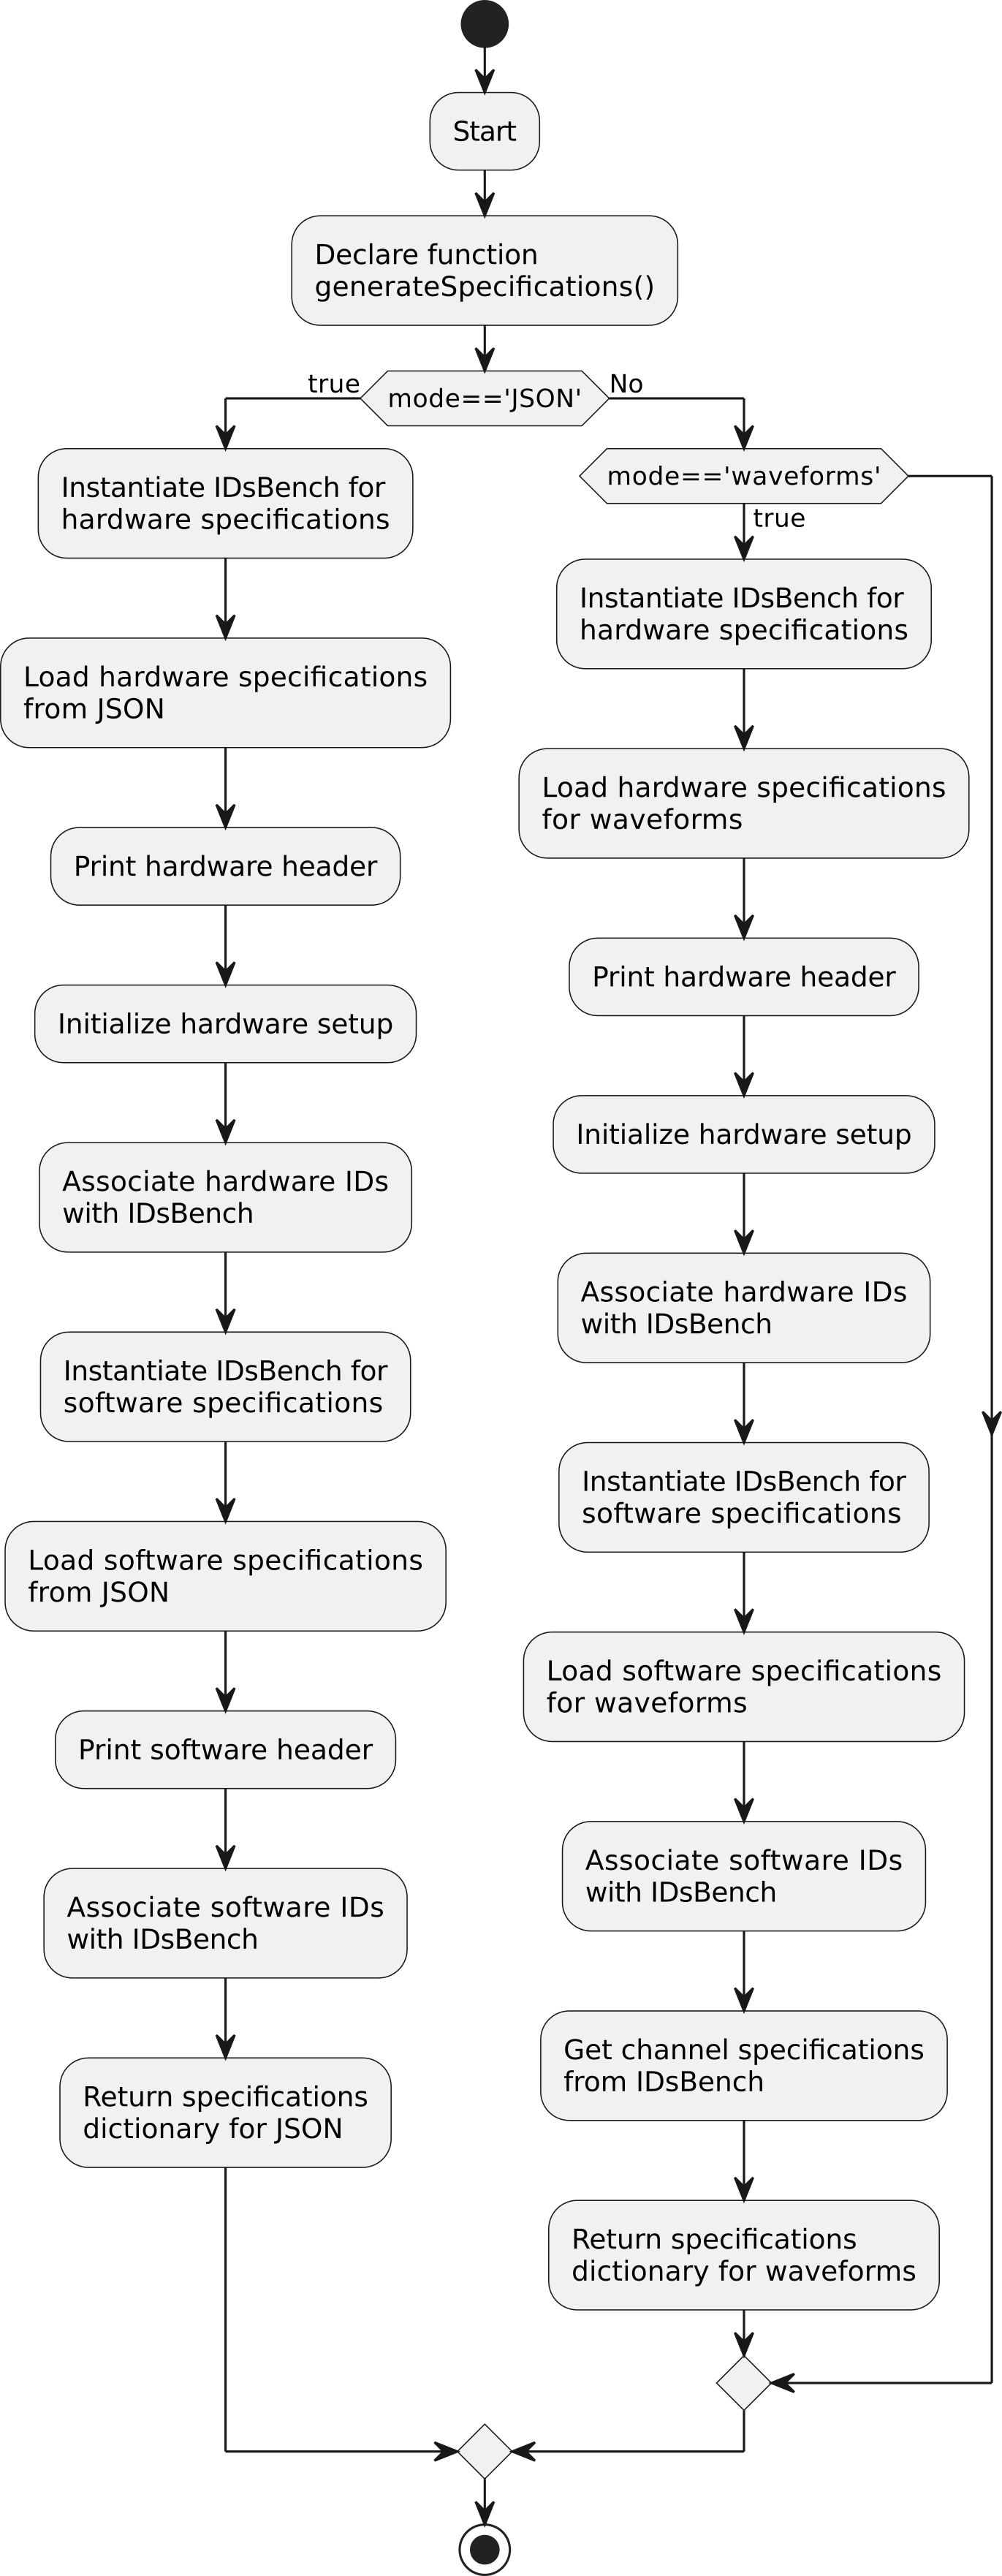 Start
Declare function
generateSpecifications()
true
mode=='JSON'
No
Instantiate IDsBench for
hardware specifications
Load hardware specifications
from JSON
Print hardware header
Initialize hardware setup
Associate hardware IDs
with IDsBench
Instantiate IDsBench for
software specifications
Load software specifications
from JSON
Print software header
Associate software IDs
with IDsBench
Return specifications
dictionary for JSON
mode=='waveforms'
true
Instantiate IDsBench for
hardware specifications
Load hardware specifications
for waveforms
Print hardware header
Initialize hardware setup
Associate hardware IDs
with IDsBench
Instantiate IDsBench for
software specifications
Load software specifications
for waveforms
Associate software IDs
with IDsBench
Get channel specifications
from IDsBench
Return specifications
dictionary for waveforms